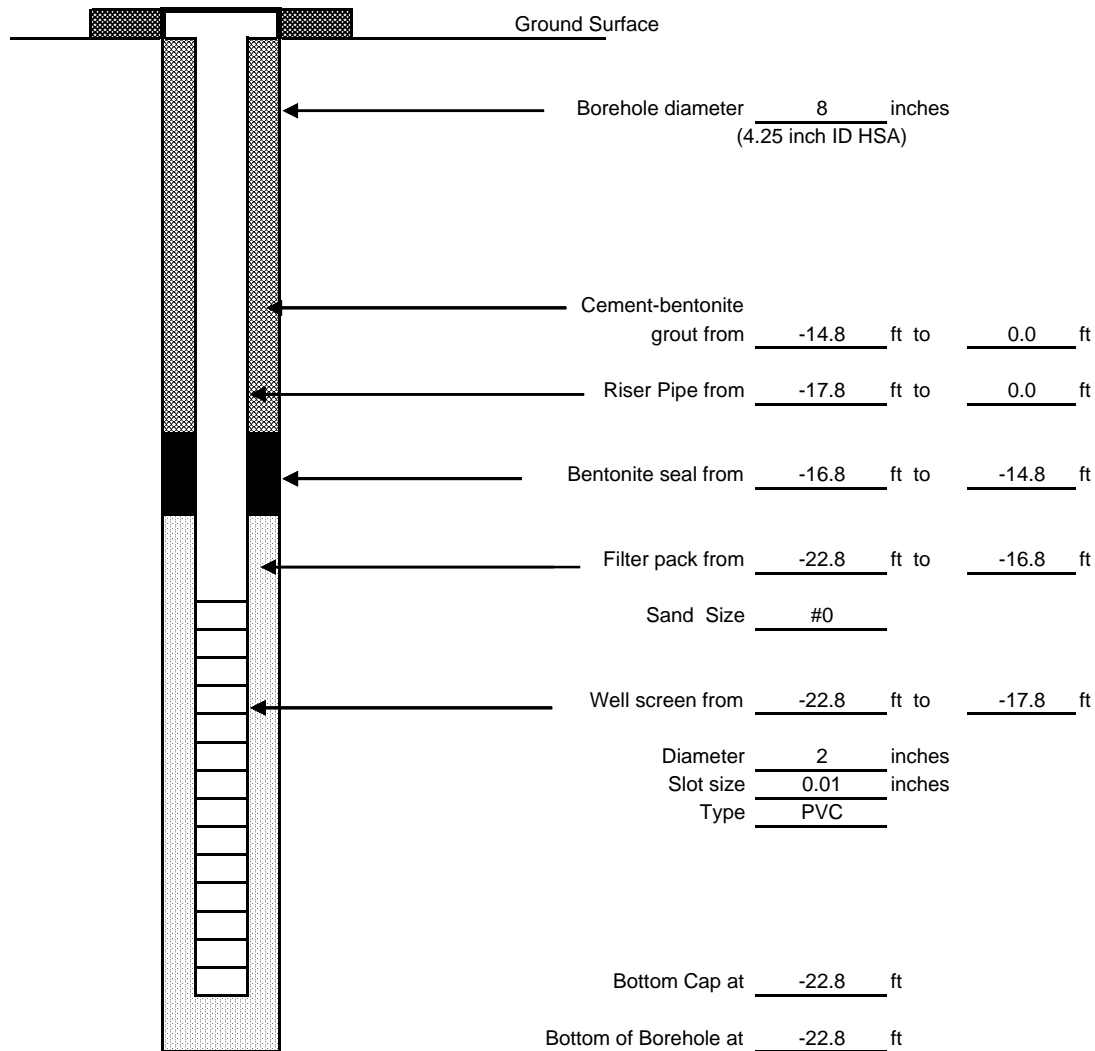 Ground Surface
Borehole diameter 8 inches
(4.25 inch ID HSA)
Cement-bentonite
grout from -14.8 ft to 0.0 ft
Riser Pipe from -17.8 ft to 0.0 ft
Bentonite seal from -16.8 ft to -14.8 ft
Filter pack from -22.8 ft to -16.8 ft
Sand Size #0
Well screen from -22.8 ft to -17.8 ft
Diameter 2 inches
Slot size 0.01 inches
Type PVC
Bottom Cap at -22.8 ft
Bottom of Borehole at -22.8 ft